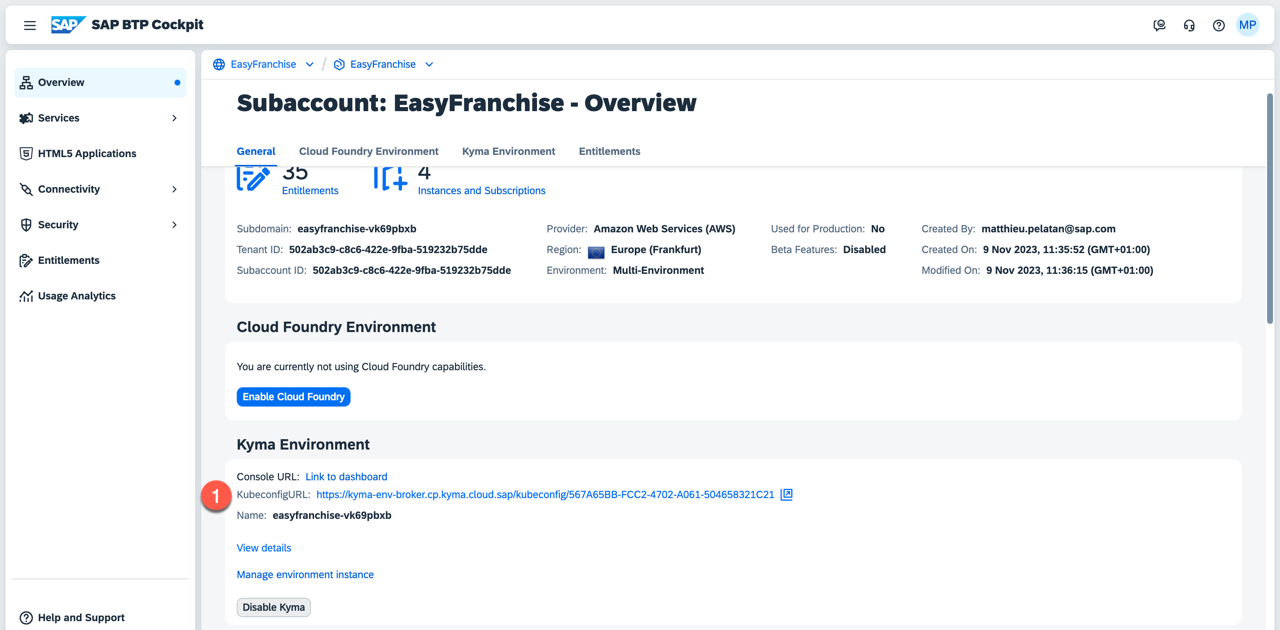 SAP SAP BTP Cockpit
MP
Overview
Services
HTML5 Applications
Connectivity
Security
Entitlements
Usage Analytics
Help and Support
EasyFranchise / EasyFranchise
Subaccount: EasyFranchise - Overview
General Cloud Foundry Environment Kyma Environment Entitlements
35 4
Entitlements Instances and Subscriptions
Subdomain: easyfranchise-vk69pbxb Provider: Amazon Web Services (AWS) Used for Production: No Created By: matthieu.pelatan@sap.com
Tenant ID: 502ab3c9-c8c6-422e-9fba-519232b75dde Region: Europe (Frankfurt) Beta Features: Disabled Created On: 9 Nov 2023, 11:35:52 (GMT+01:00)
Subaccount ID: 502ab3c9-c8c6-422e-9fba-519232b75dde Environment: Multi-Environment Modified On: 9 Nov 2023, 11:36:15 (GMT+01:00)
Cloud Foundry Environment
You are currently not using Cloud Foundry capabilities.
Enable Cloud Foundry
Kyma Environment
Console URL: Link to dashboard
1 KubeconfigURL: https://kyma-env-broker.cp.kyma.cloud.sap/kubeconfig/567A65BB-FCC2-4702-A061-504658321C21
Name: easyfranchise-vk69pbxb
View details
Manage environment instance
Disable Kyma